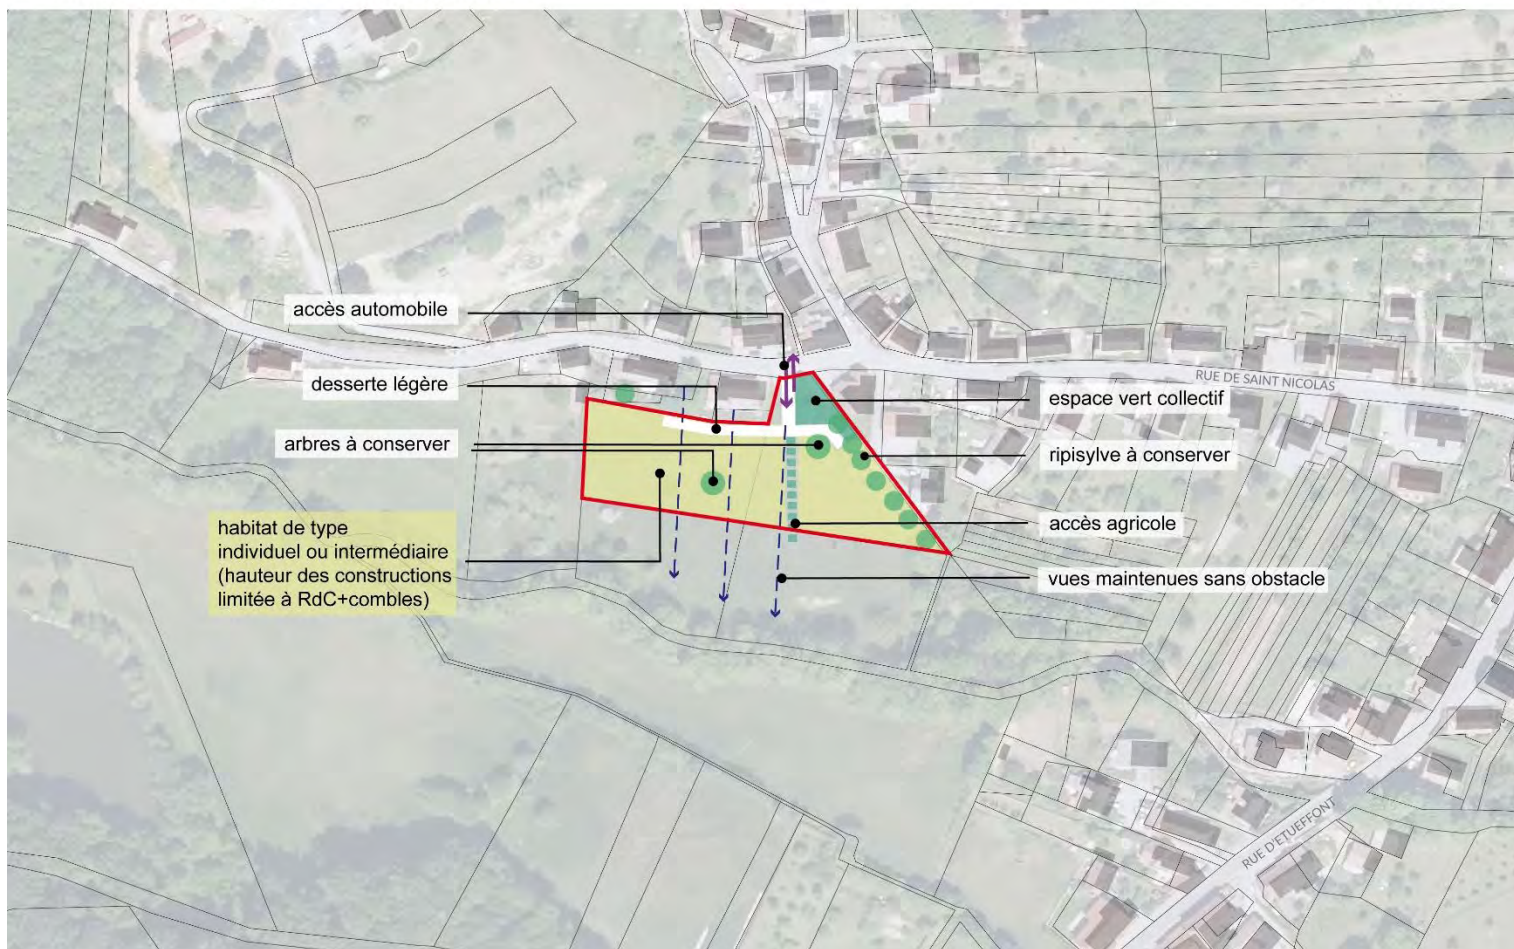 accès automobile
desserte légère
arbres à conserver
habitat de type
individuel ou intermédiaire
(hauteur des constructions
limitée à RdC+combles)
RUE DE SAINT NICOLAS
espace vert collectif
ripisylve à conserver
accès agricole
vues maintenues sans obstacle
RUE D'ETUEFFONT